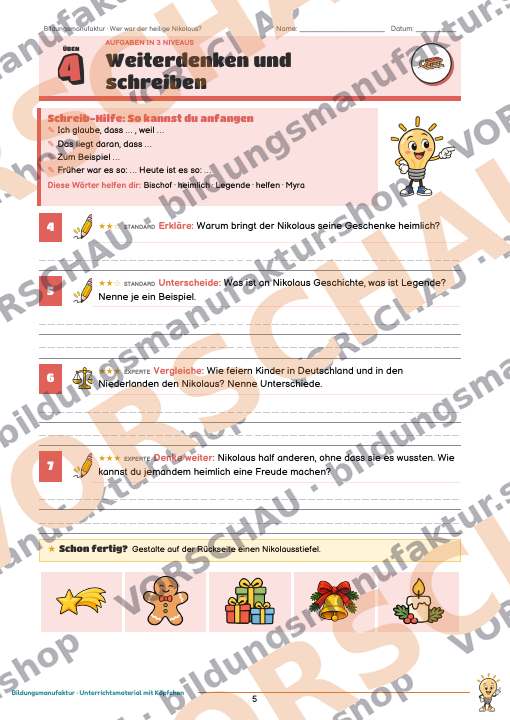 Bildungsmanufaktur · Wer war der heilige Nikolaus?
Name:
Datum:
ÜBEN
4
AUFGABEN IN 3 NIVEAUS
Weiterdenken und
schreiben
Schreib-Hilfe: So kannst du anfangen
Ich glaube, dass … , weil …
Das liegt daran, dass …
Zum Beispiel …
Früher war es so: … Heute ist es so: …
Diese Wörter helfen dir: Bischof · heimlich · Legende · helfen · Myra
4 STANDARD Erkläre: Warum bringt der Nikolaus seine Geschenke heimlich?
5 STANDARD Unterscheide: Was ist an Nikolaus Geschichte, was ist Legende?
Nenne je ein Beispiel.
6 EXPERTE Vergleiche: Wie feiern Kinder in Deutschland und in den
Niederlanden den Nikolaus? Nenne Unterschiede.
7 EXPERTE Denke weiter: Nikolaus half anderen, ohne dass sie es wussten. Wie
kannst du jemandem heimlich eine Freude machen?
Schon fertig? Gestalte auf der Rückseite einen Nikolausstiefel.
Bildungsmanufaktur · Unterrichtsmaterial mit Köpfchen
5
VORSCHAU · bildungsmanufaktur.shop
VORSCHAU